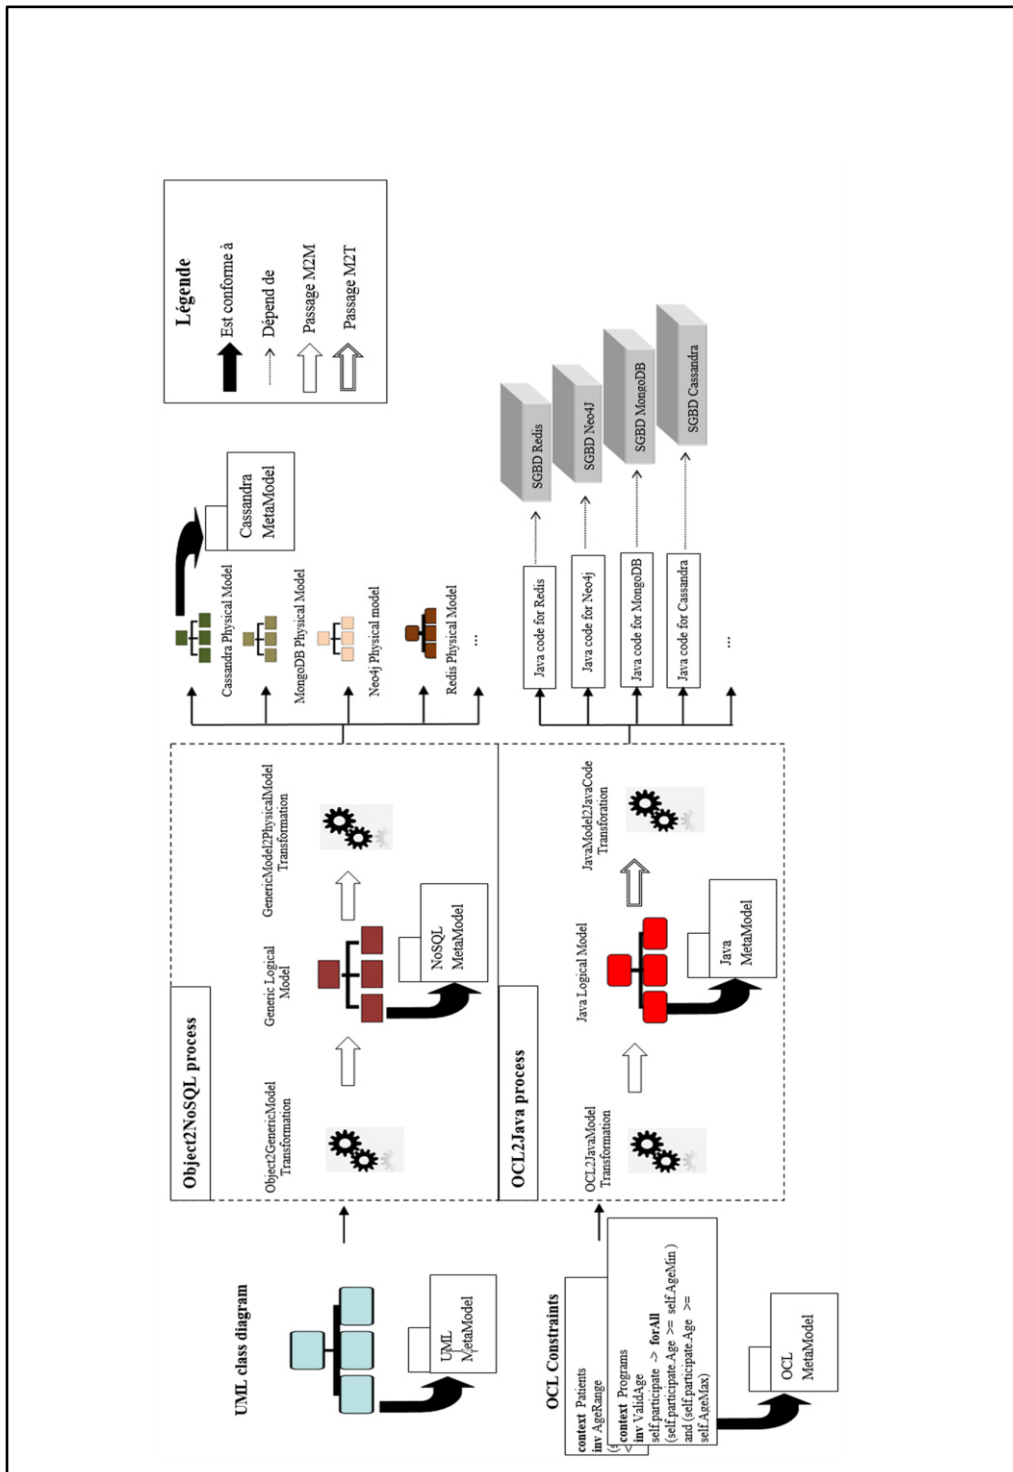 UML class diagram
UML
MetaModel
OCL Constraints
context Patients
inv AgeRange
(s
<
context Programs
inv ValidAge
self.participate -> forAll
(self.participate.Age >= self.AgeMin )
and (self.participate.Age >=
self.AgeMax)
OCL
MetaModel
Object2NoSQL process
Object2GenericModel
Transformation
Generic Logical
Model
NoSQL
MetaModel
GenericModel2PhysicalModel
Transformation
OCL2Java process
OCL2JavaModel
Transformation
Java Logical Model
Java
MetaModel
JavaModel2JavaCode
Transforation
Cassandra Physical Model
MongoDB Physical Model
Neo4j Physical model
Redis Physical Model
...
Cassandra
MetaModel
Java code for Redis
Java code for Neo4j
Java code for MongoDB
Java code for Cassandra
...
SGBD Redis
SGBD Neo4J
SGBD MongoDB
SGBD Cassandra
Légende
Est conforme à
Dépend de
Passage M2M
Passage M2T